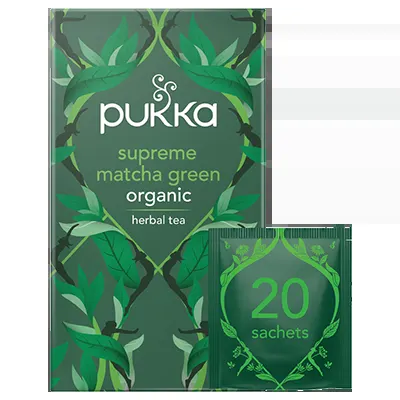 pukka
supreme
matcha green
organic
herbal tea
20
sachets